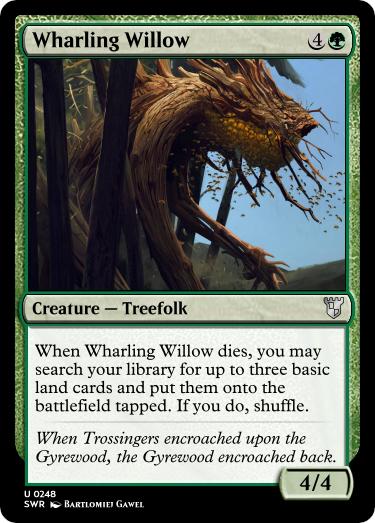 Wharling Willow 4
Creature — Treefolk
When Wharling Willow dies, you may
search your library for up to three basic
land cards and put them onto the
battlefield tapped. If you do, shuffle.
When Trossingers encroached upon the
Gyrewood, the Gyrewood encroached back.
4/4
U 0248
SWR BARTLOMIEJ GAWEL